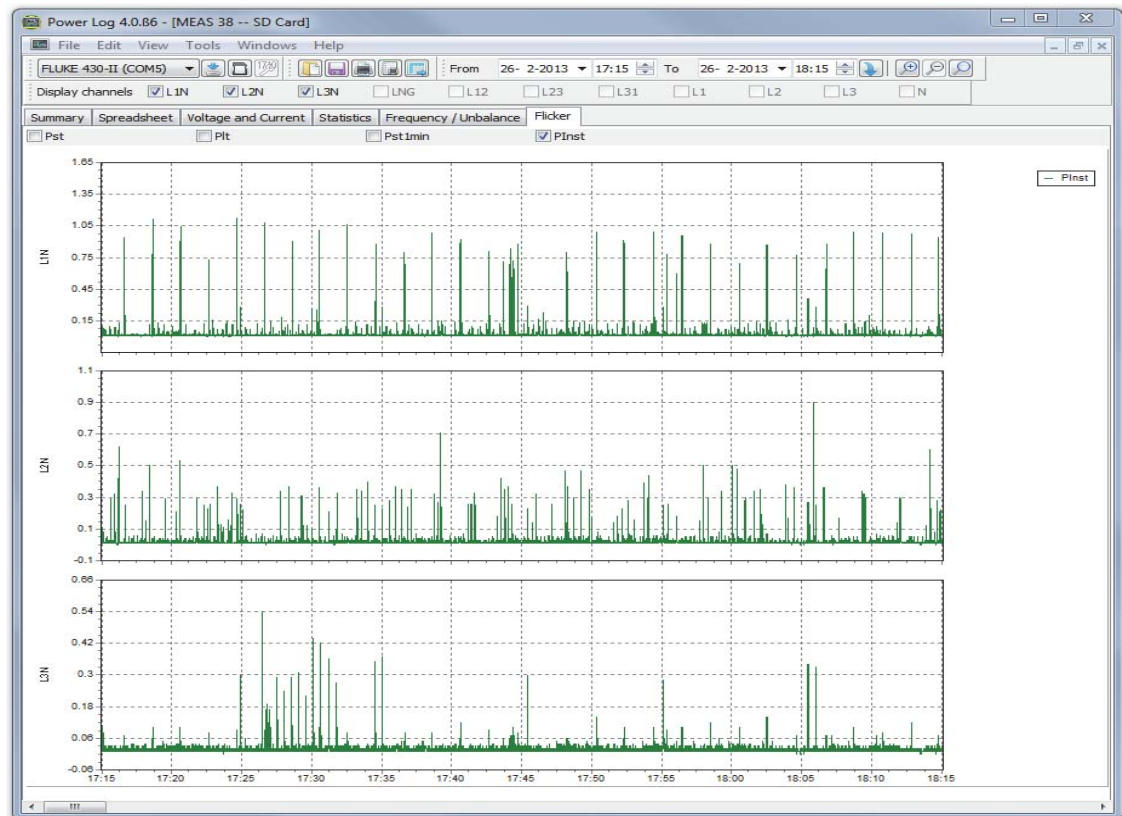 Power Log 4.0.ß6 - [MEAS 38 -- SD Card]
File Edit View Tools Windows Help
FLUKE 430-II (COM5) From 26- 2-2013 17:15 To 26- 2-2013 18:15
Display channels L1N L2N L3N LNG L12 L23 L31 L1 L2 L3 N
Summary Spreadsheet Voltage and Current Statistics Frequency / Unbalance Flicker
Pst Plt Pst1min PInst
1.65
1.35
1.05
0.75
0.45
0.15
L1N
PInst
1.1
0.9
0.7
0.5
0.3
0.1
-0.1
L2N
0.66
0.54
0.42
0.3
0.18
0.06
-0.06
L3N
17:15 17:20 17:25 17:30 17:35 17:40 17:45 17:50 17:55 18:00 18:05 18:10 18:15